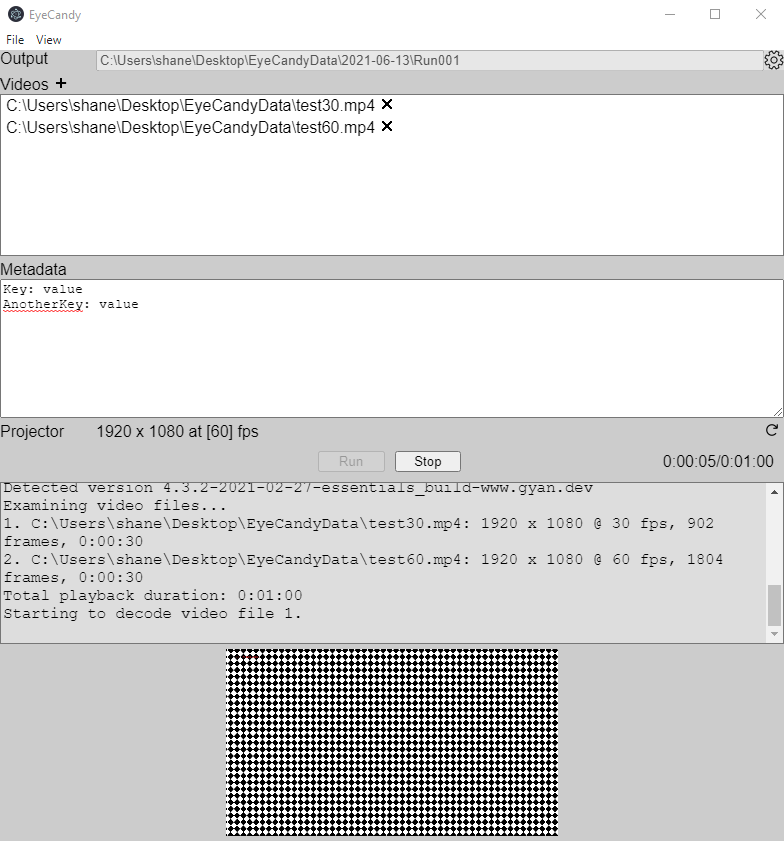 EyeCandy
File View
Output C:\Users\shane\Desktop\EyeCandyData\2021-06-13\Run001
Videos +
C:\Users\shane\Desktop\EyeCandyData\test30.mp4
C:\Users\shane\Desktop\EyeCandyData\test60.mp4
Metadata
Key: value
AnotherKey: value
Projector 1920 x 1080 at [60] fps
Run Stop 0:00:05/0:01:00
Detected version 4.3.2-2021-02-27-essentials_build-www.gyan.dev
Examining video files...
1. C:\Users\shane\Desktop\EyeCandyData\test30.mp4: 1920 x 1080 @ 30 fps, 902
frames, 0:00:30
2. C:\Users\shane\Desktop\EyeCandyData\test60.mp4: 1920 x 1080 @ 60 fps, 1804
frames, 0:00:30
Total playback duration: 0:01:00
Starting to decode video file 1.